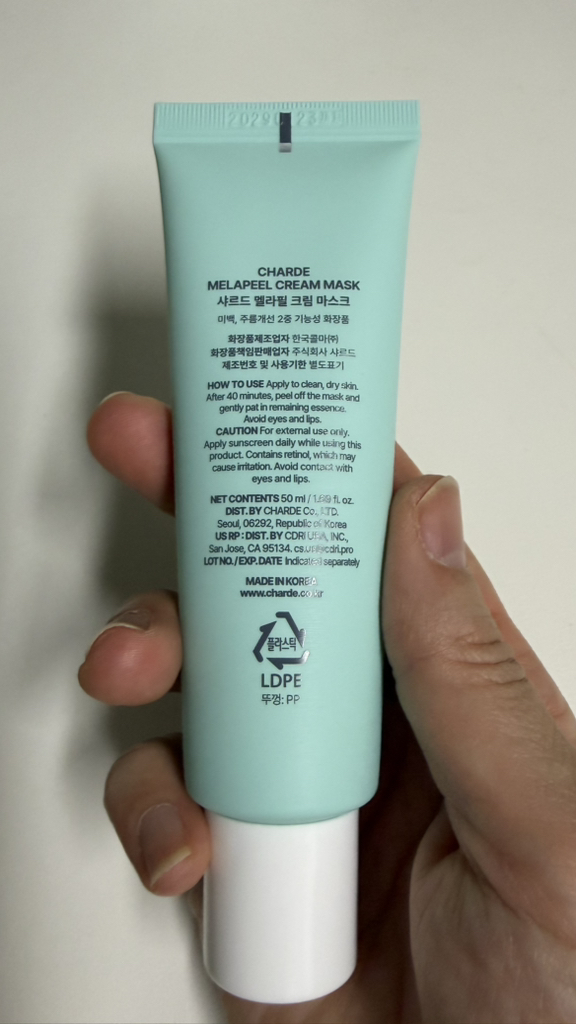 CHARDE
MELAPEEL CREAM MASK
샤르드 멜라필 크림 마스크
미백, 주름개선 2중 기능성 화장품
화장품제조업자 한국콜마(주)
화장품책임판매업자 주식회사 샤르드
제조번호 및 사용기한 별도표기
HOW TO USE Apply to clean, dry skin.
After 40 minutes, peel off the mask and
gently pat in remaining essence.
Avoid eyes and lips.
CAUTION For external use only.
Apply sunscreen daily while using this
product. Contains retinol, which may
cause irritation. Avoid contact with
eyes and lips.
NET CONTENTS 50 ml / 1.69 fl. oz.
DIST. BY CHARDE Co., LTD.
Seoul, 06292, Republic of Korea
US RP : DIST. BY CDRI USA, INC.,
San Jose, CA 95134.
LOT NO. / EXP. DATE Indicated separately
MADE IN KOREA
www.charde.co.kr
플라스틱
LDPE
뚜껑: PP